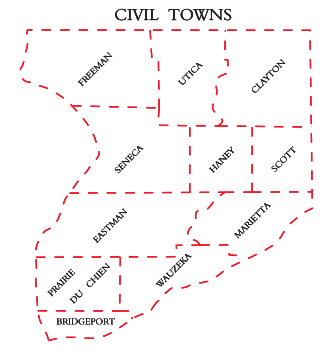 CIVIL TOWNS
FREEMAN
UTICA
CLAYTON
SENECA
HANEY
SCOTT
EASTMAN
MARIETTA
PRAIRIE
DU CHIEN
WAUZEKA
BRIDGEPORT